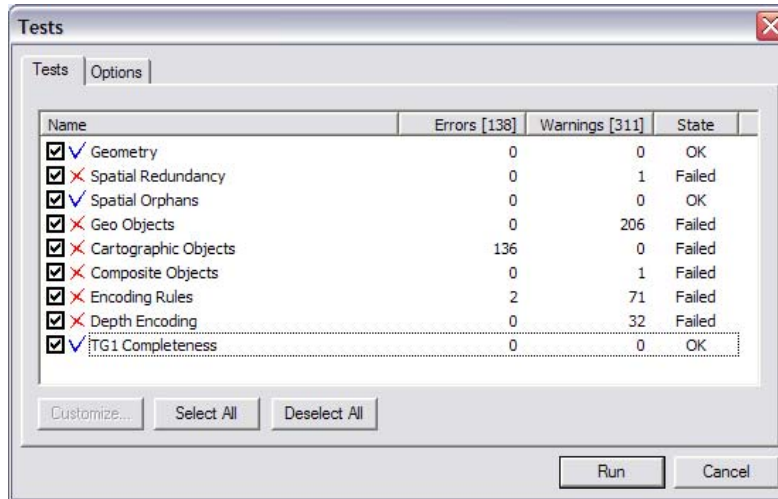 Tests
Tests Options
Name Errors [138] Warnings [311] State
Geometry 0 0 OK
Spatial Redundancy 0 1 Failed
Spatial Orphans 0 0 OK
Geo Objects 0 206 Failed
Cartographic Objects 136 0 Failed
Composite Objects 0 1 Failed
Encoding Rules 2 71 Failed
Depth Encoding 0 32 Failed
TG1 Completeness 0 0 OK
Customize... Select All Deselect All
Run Cancel